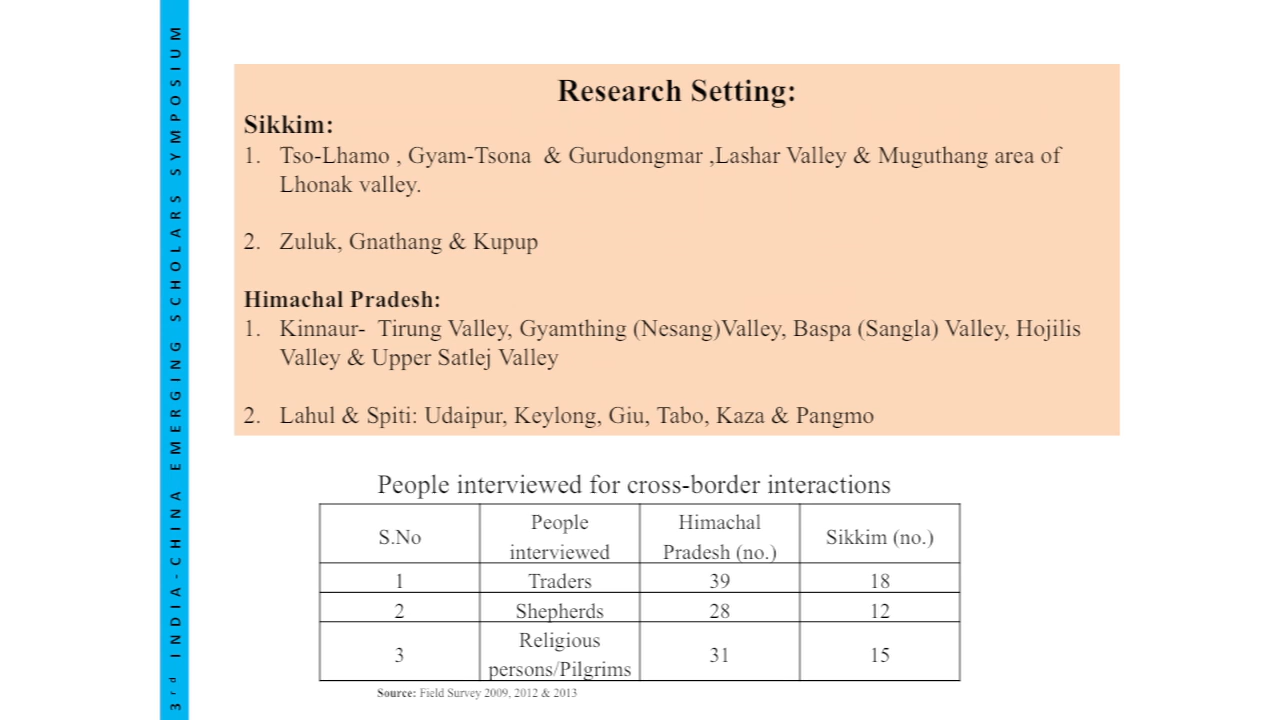 3rd INDIA-CHINA EMERGING SCHOLARS SYMPOSIUM
Research Setting:
Sikkim:
1. Tso-Lhamo , Gyam-Tsona & Gurudongmar ,Lashar Valley & Muguthang area of
Lhonak valley.
2. Zuluk, Gnathang & Kupup
Himachal Pradesh:
1. Kinnaur- Tirung Valley, Gyamthing (Nesang)Valley, Baspa (Sangla) Valley, Hojilis
Valley & Upper Satlej Valley
2. Lahul & Spiti: Udaipur, Keylong, Giu, Tabo, Kaza & Pangmo
People interviewed for cross-border interactions
S.No People interviewed Himachal Pradesh (no.) Sikkim (no.)
1 Traders 39 18
2 Shepherds 28 12
3 Religious persons/Pilgrims 31 15
Source: Field Survey 2009, 2012 & 2013